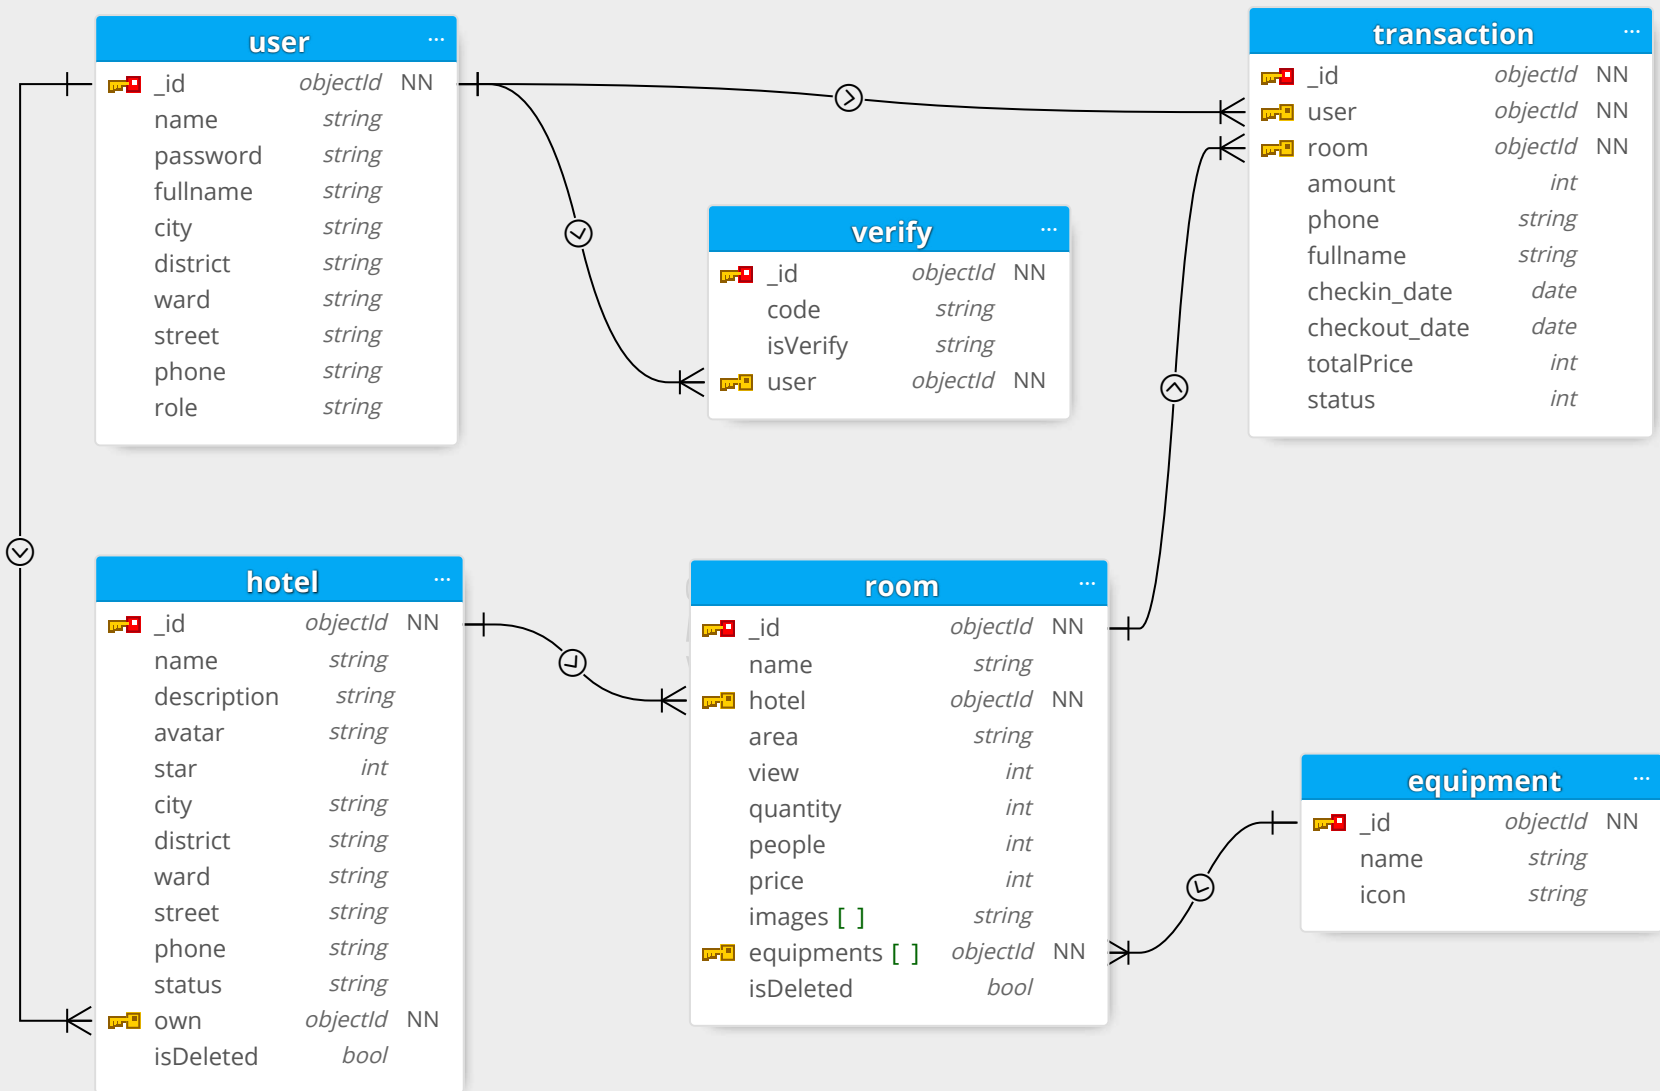 user ...
_id objectId NN
name string
password string
fullname string
city string
district string
ward string
street string
phone string
role string
transaction ...
_id objectId NN
user objectId NN
room objectId NN
amount int
phone string
fullname string
checkin_date date
checkout_date date
totalPrice int
status int
verify ...
_id objectId NN
code string
isVerify string
user objectId NN
hotel ...
_id objectId NN
name string
description string
avatar string
star int
city string
district string
ward string
street string
phone string
status string
own objectId NN
isDeleted bool
room ...
_id objectId NN
name string
hotel objectId NN
area string
view int
quantity int
people int
price int
images [ ] string
equipments [ ] objectId NN
isDeleted bool
equipment ...
_id objectId NN
name string
icon string